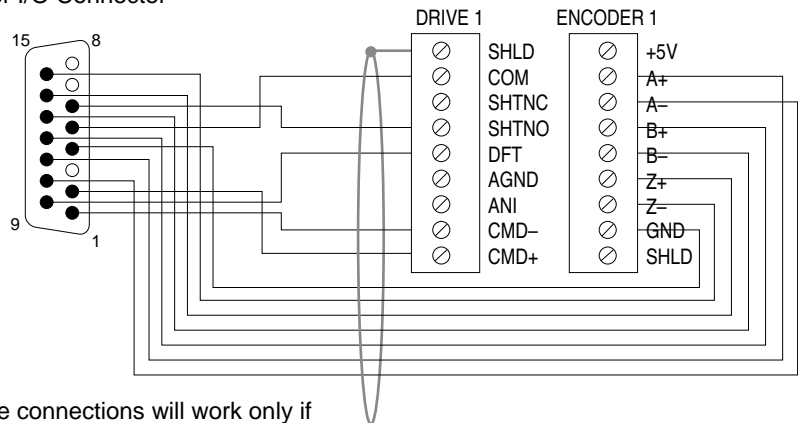 I/O Connector
DRIVE 1 ENCODER 1
15 8
9 1
SHLD +5V
COM A+
SHTNC A–
SHTNO B+
DFT B–
AGND Z+
ANI Z–
CMD– GND
CMD+ SHLD
connections will work only if